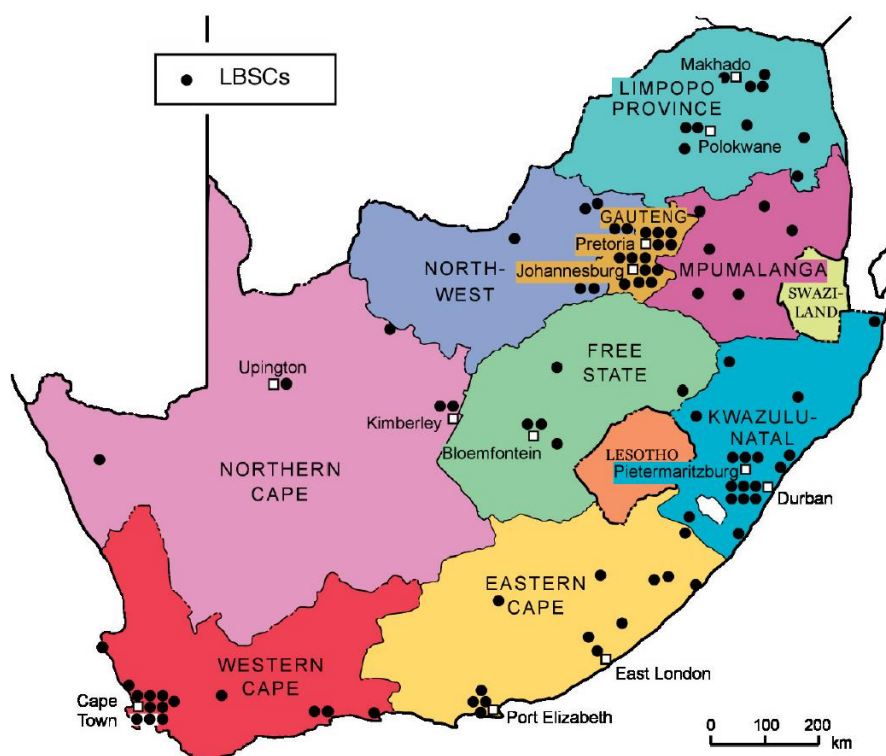 LBSCs
Makhado
LIMPOPO
PROVINCE
Polokwane
GAUTENG
Pretoria
Johannesburg
NORTH-
WEST
MPUMALANGA
SWAZI-
LAND
FREE
STATE
Upington
Kimberley
Bloemfontein
KWAZULU-
NATAL
LESOTHO
Pietermaritzburg
Durban
NORTHERN
CAPE
EASTERN
CAPE
WESTERN
CAPE
East London
Cape
Town
Port Elizabeth
0 100 200
km